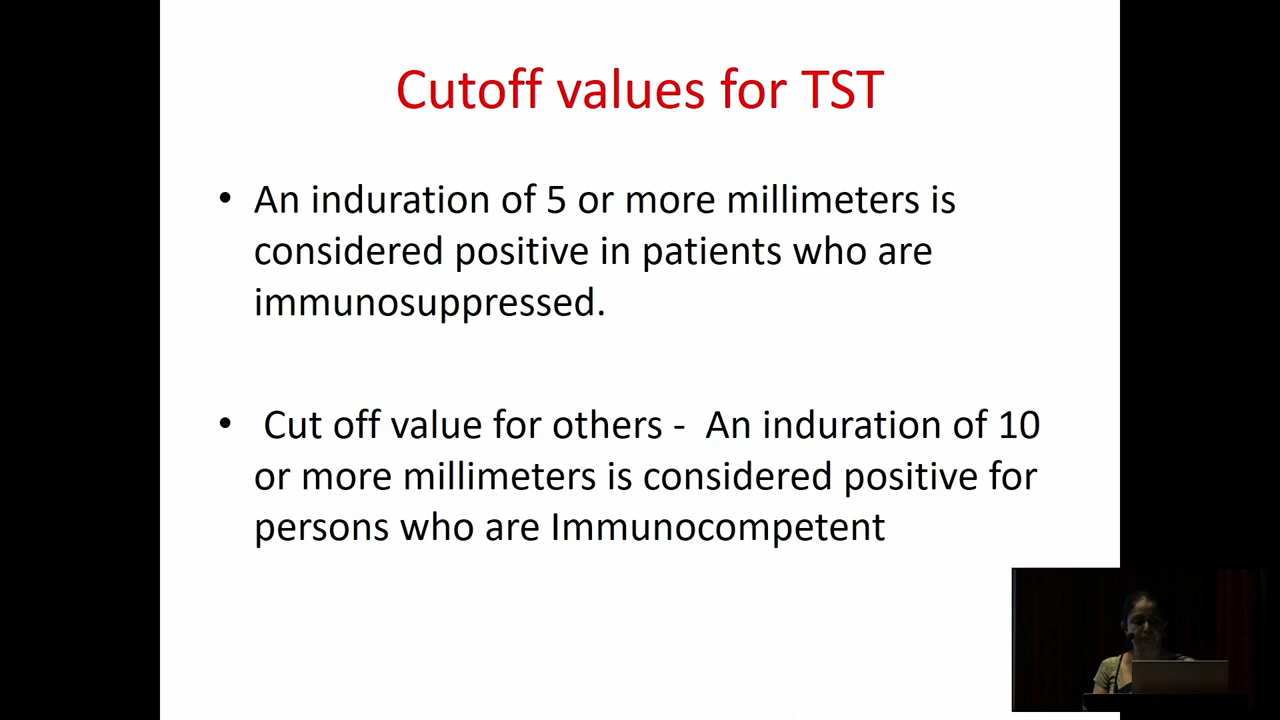 Cutoff values for TST
• An induration of 5 or more millimeters is
considered positive in patients who are
immunosuppressed.
• Cut off value for others - An induration of 10
or more millimeters is considered positive for
persons who are Immunocompetent